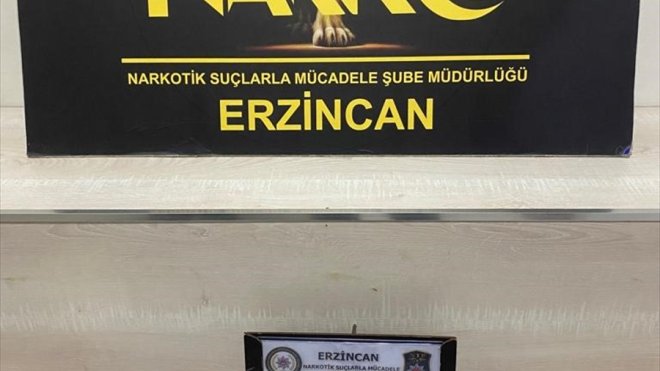 NARKO
NARKOTİK SUÇLARLA MÜCADELE ŞUBE MÜDÜRLÜĞÜ
ERZİNCAN
ERZİNCAN
NARKOTİK SUÇLARLA MÜCADELE